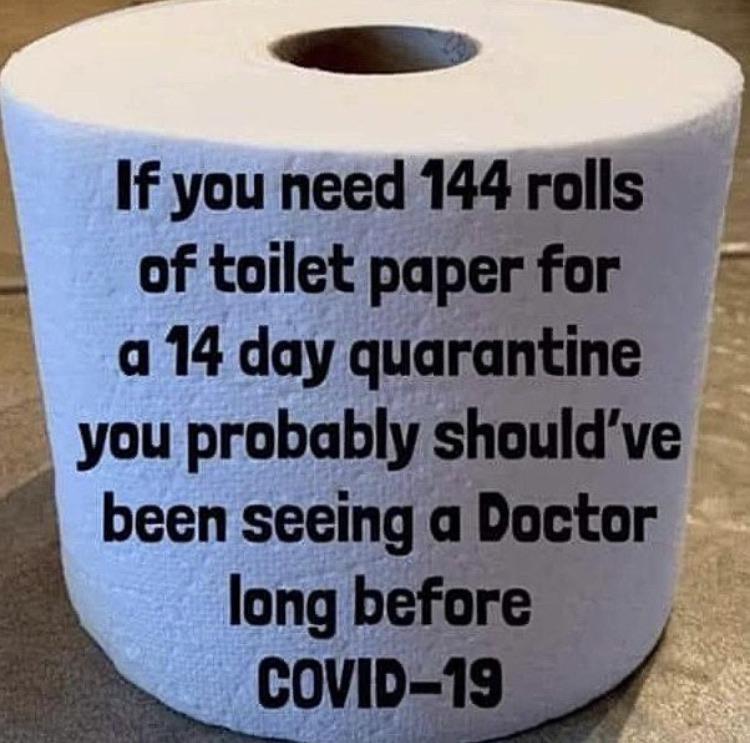 If you need 144 rolls
of toilet paper for
a 14 day quarantine
you probably should've
been seeing a Doctor
long before
COVID-19